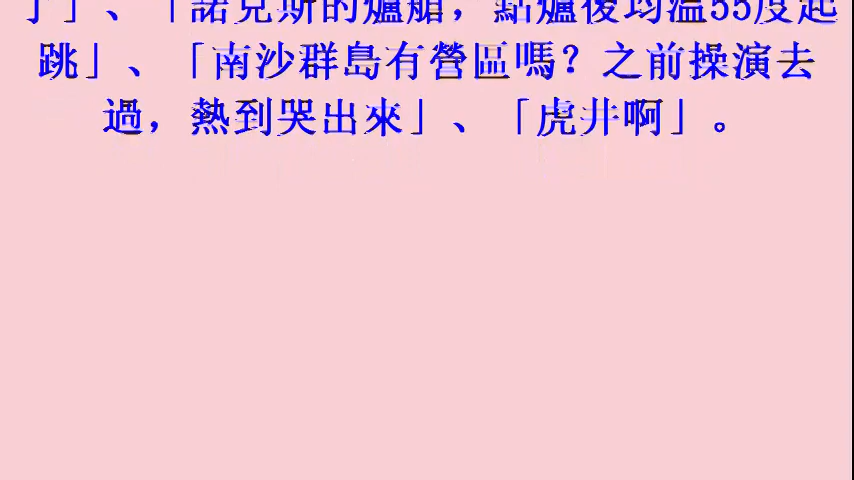 了」、「諾克斯的爐艙，點爐後均溫55度起
跳」、「南沙群島有營區嗎？之前操演去
過，熱到哭出來」、「虎井啊」。